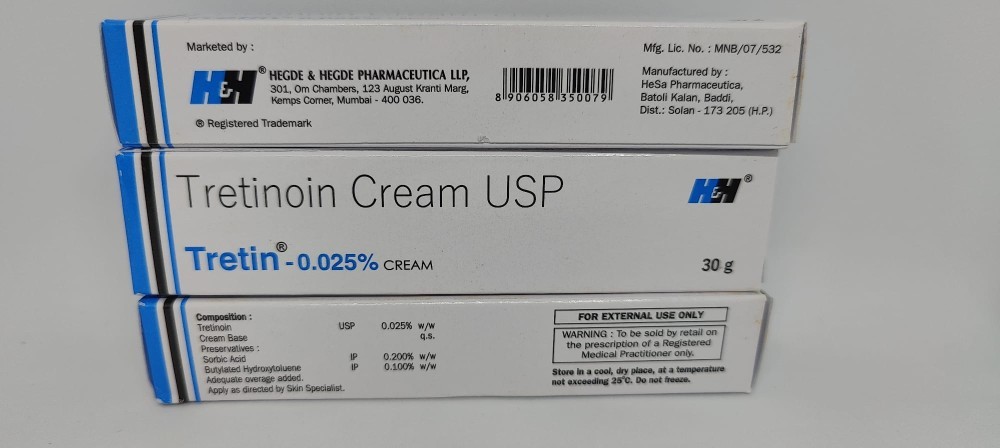 Marketed by :
H&H® HEGDE & HEGDE PHARMACEUTICA LLP,
301, Om Chambers, 123 August Kranti Marg,
Kemps Corner, Mumbai - 400 036.
® Registered Trademark
8 906058 350079
Mfg. Lic. No. : MNB/07/532
Manufactured by :
HeSa Pharmaceutica,
Batoli Kalan, Baddi,
Dist.: Solan - 173 205 (H.P.)
Tretinoin Cream USP
H&H®
Tretin® - 0.025% CREAM
30 g
Composition :
Tretinoin USP 0.025% w/w
Cream Base q.s.
Preservatives :
Sorbic Acid IP 0.200% w/w
Butylated Hydroxytoluene IP 0.100% w/w
Adequate overage added.
Apply as directed by Skin Specialist.
FOR EXTERNAL USE ONLY
WARNING : To be sold by retail on
the prescription of a Registered
Medical Practitioner only.
Store in a cool, dry place, at a temperature
not exceeding 25°C. Do not freeze.